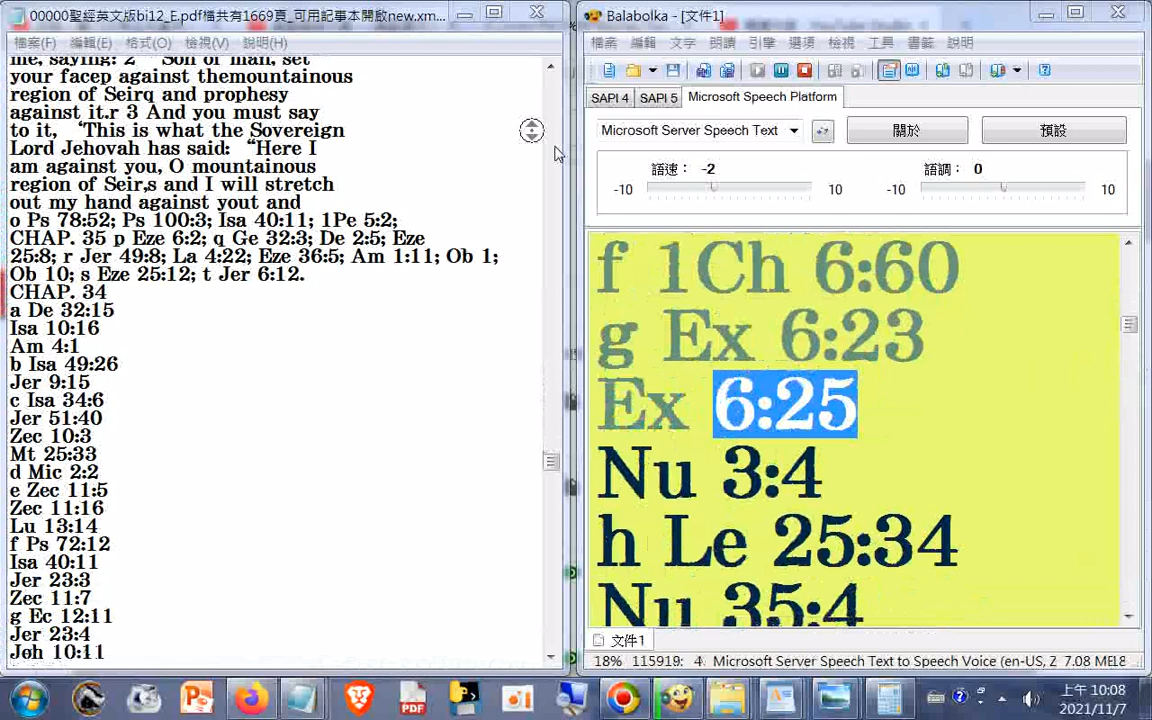 00000聖經英文版bi12_E.pdf檔共有1669頁_可用記事本開啟new.xm...
檔案(F) 編輯(E) 格式(O) 檢視(V) 說明(H)
me, saying: 2 “Son of man, set
your facep against themountainous
region of Seirq and prophesy
against it.r 3 And you must say
to it, ‘This is what the Sovereign
Lord Jehovah has said: “Here I
am against you, O mountainous
region of Seir,s and I will stretch
out my hand against yout and
o Ps 78:52; Ps 100:3; Isa 40:11; 1Pe 5:2;
CHAP. 35 p Eze 6:2; q Ge 32:3; De 2:5; Eze
25:8; r Jer 49:8; La 4:22; Eze 36:5; Am 1:11; Ob 1;
Ob 10; s Eze 25:12; t Jer 6:12.
CHAP. 34
a De 32:15
Isa 10:16
Am 4:1
b Isa 49:26
Jer 9:15
c Isa 34:6
Jer 51:40
Zec 10:3
Mt 25:33
d Mic 2:2
e Zec 11:5
Zec 11:16
Lu 13:14
f Ps 72:12
Isa 40:11
Jer 23:3
Zec 11:7
g Ec 12:11
Jer 23:4
Joh 10:11
Balabolka - [文件1]
檔案 編輯 文字 朗讀 引擎 選項 檢視 工具 書籤 說明
SAPI 4 SAPI 5 Microsoft Speech Platform
Microsoft Server Speech Text 關於 預設
語速： -2 語調： 0
-10 10 -10 10
f 1Ch 6:60
g Ex 6:23
Ex 6:25
Nu 3:4
h Le 25:34
Nu 35:4
文件1
18% 115919: 4 Microsoft Server Speech Text to Speech Voice (en-US, Z 7.08 ME
上午 10:08
2021/11/7